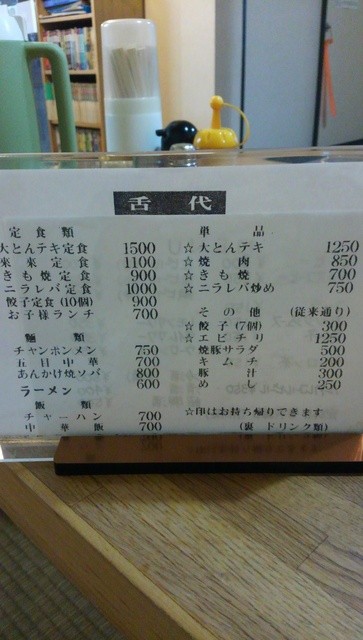 舌代
定食類
大とんテキ定食 1500
来来定食 1100
きも焼定食 900
ニラレバ定食 1000
餃子定食(10個) 900
お子様ランチ 700
麺類
チャンポンメン 750
五目中華 700
あんかけ焼ソバ 800
ラーメン 600
飯類
チャーハン 700
中華飯 700
単品
☆大とんテキ 1250
☆焼肉 850
☆きも焼 700
☆ニラレバ炒め 750
その他 (従来通り)
☆餃子(7個) 300
☆エビチリ 1250
焼豚サラダ 500
キムチ 200
豚汁 300
めし 250
☆印はお持ち帰りできます
(裏 ドリンク類)